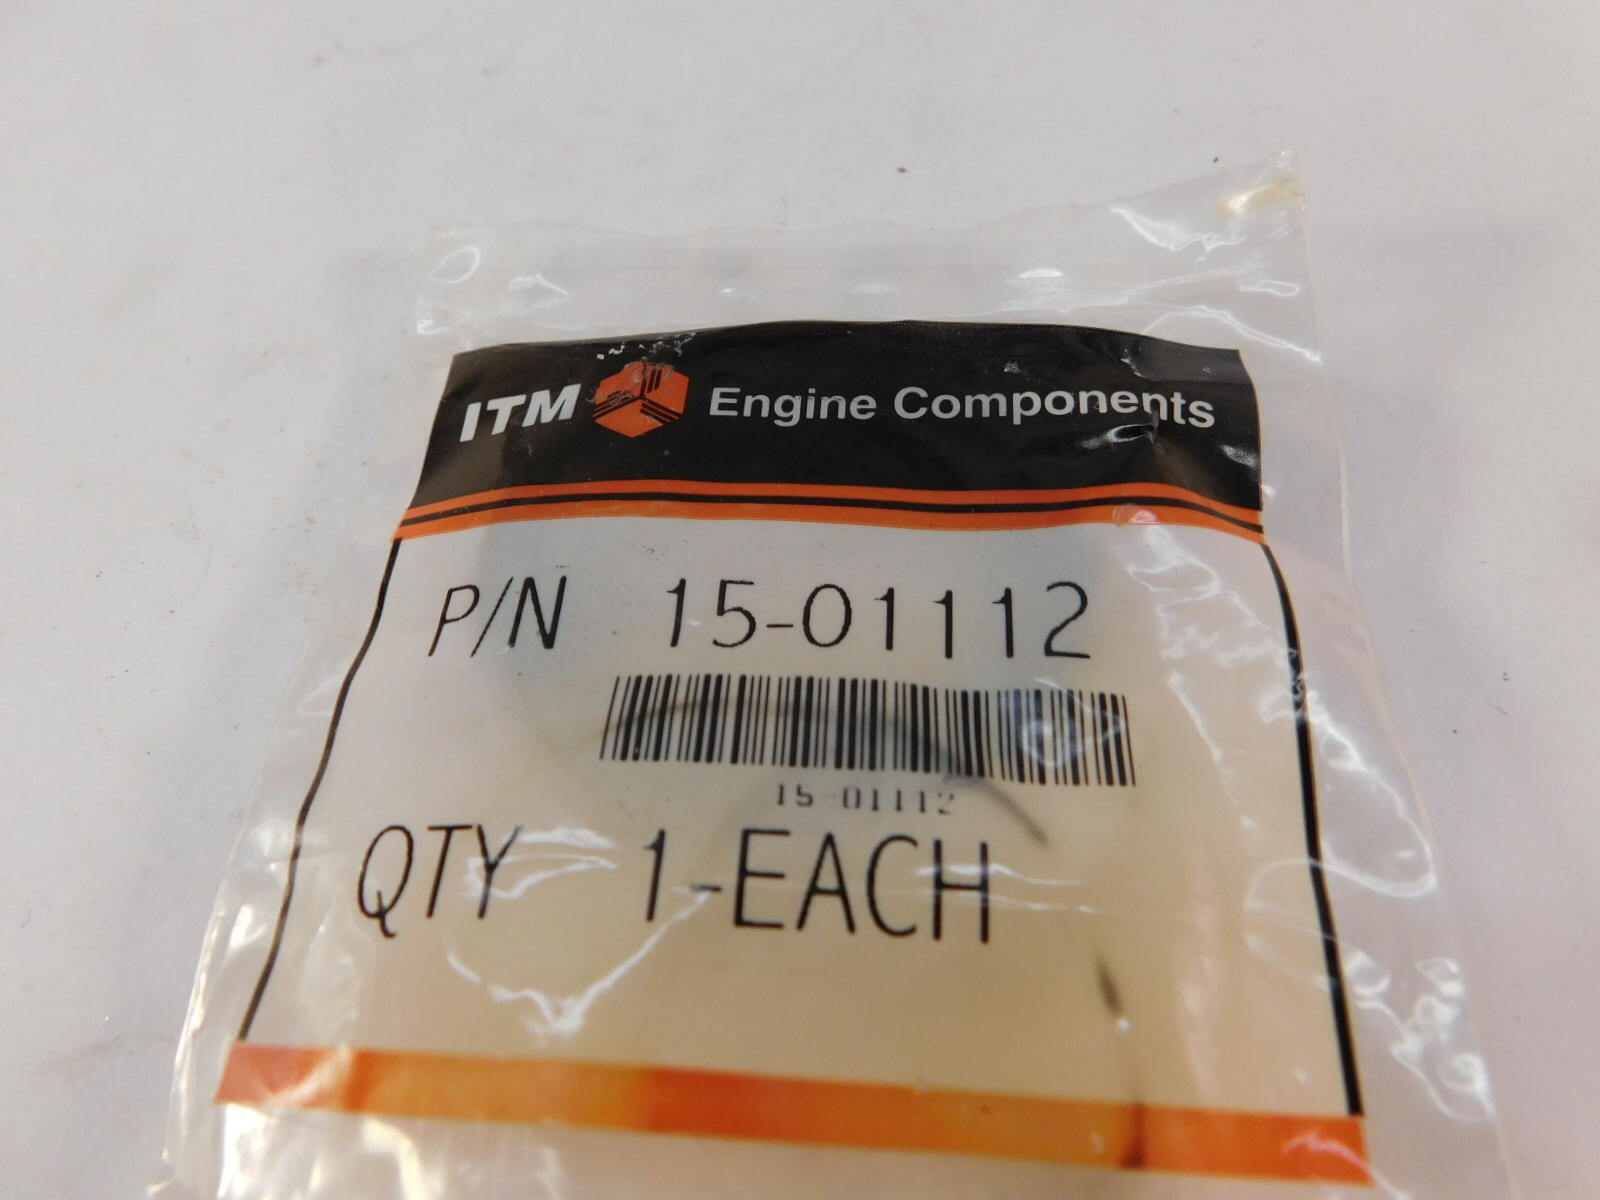 ITM Engine Components
P/N 15-01112
15-01112
QTY 1-EACH